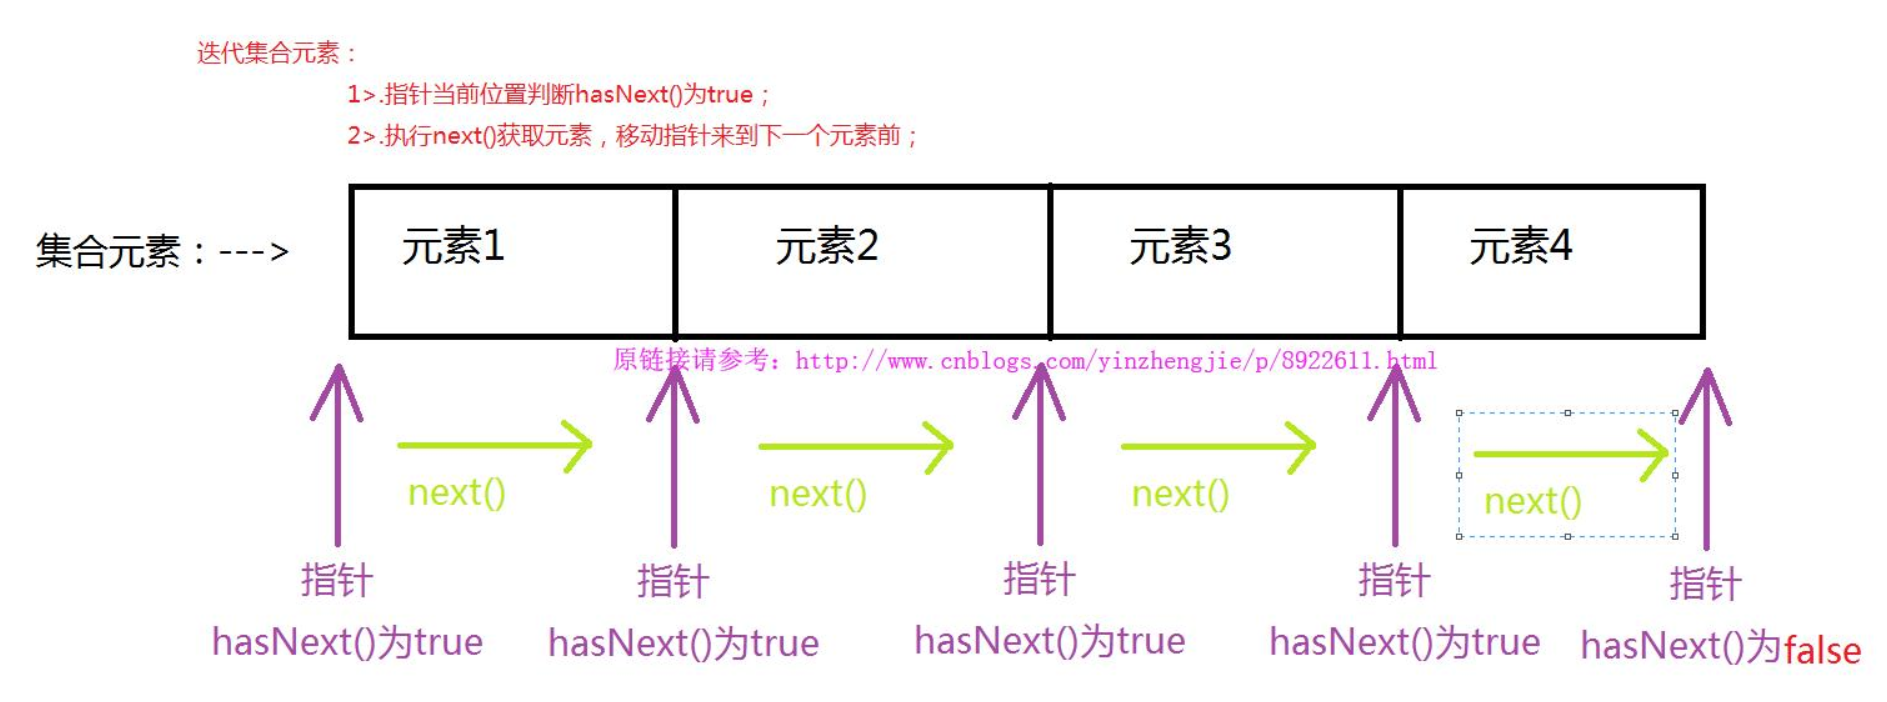 迭代集合元素：
1>.指针当前位置判断hasNext()为true；
2>.执行next()获取元素，移动指针来到下一个元素前；
集合元素：---> 元素1 元素2 元素3 元素4
原链接请参考：http://www.cnblogs.com/yinzhengjie/p/8922611.html
next() next() next() next()
指针 指针 指针 指针 指针
hasNext()为true hasNext()为true hasNext()为true hasNext()为true hasNext()为false